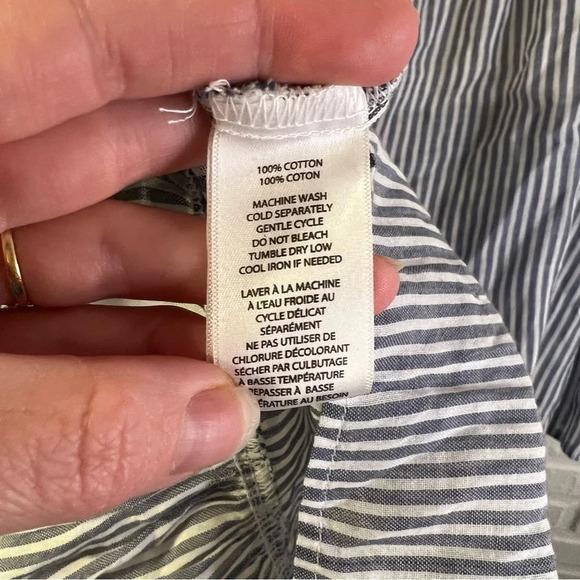 100% COTTON
100% COTON
MACHINE WASH
COLD SEPARATELY
GENTLE CYCLE
DO NOT BLEACH
TUMBLE DRY LOW
COOL IRON IF NEEDED
LAVER À LA MACHINE
À L'EAU FROIDE AU
CYCLE DÉLICAT
SÉPARÉMENT
NE PAS UTILISER DE
CHLORURE DÉCOLORANT
SÉCHER PAR CULBUTAGE
À BASSE TEMPÉRATURE
À BASSE
AU BESOIN